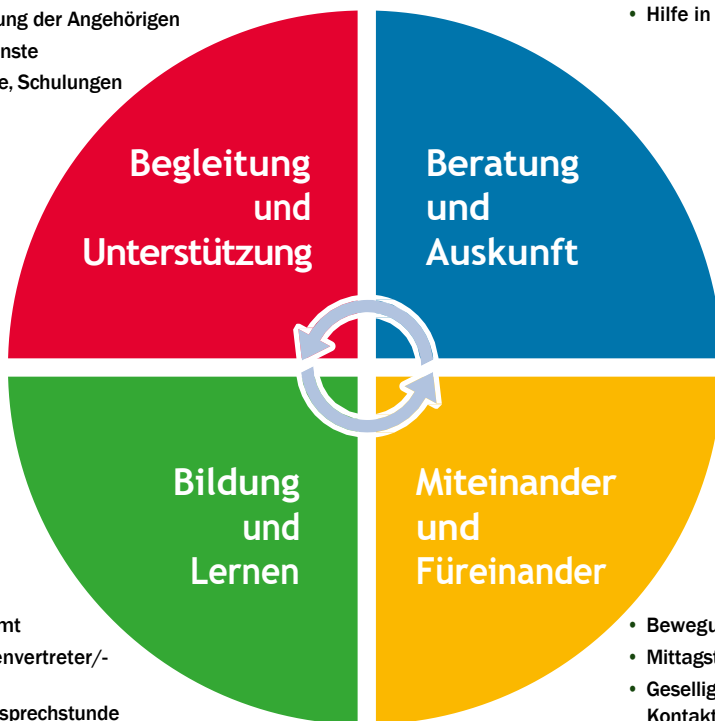 ung der Angehörigen
nste
e, Schulungen
• Hilfe in
Begleitung
und
Unterstützung
Beratung
und
Auskunft
Bildung
und
Lernen
Miteinander
und
Füreinander
mt
envertreter/-
sprechstunde
• Bewegu
• Mittagst
• Gesellig
Kontakt